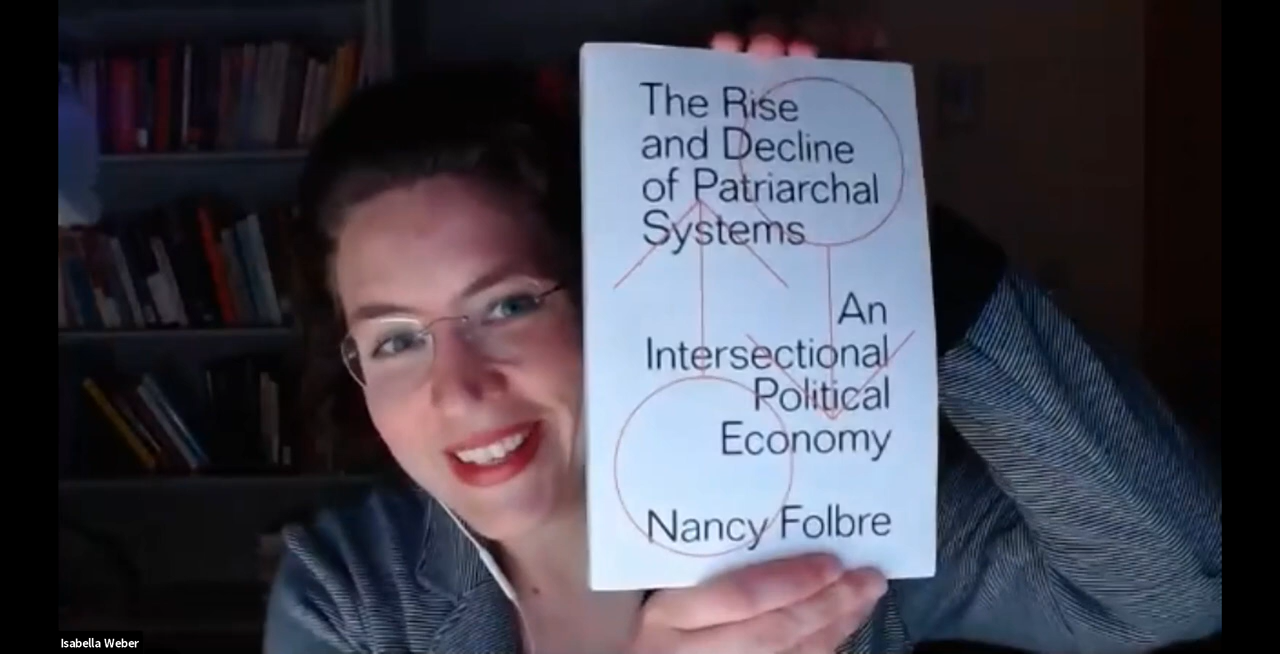 The Rise
and Decline
of Patriarchal
Systems
An
Intersectional
Political
Economy
Nancy Folbre
Isabella Weber